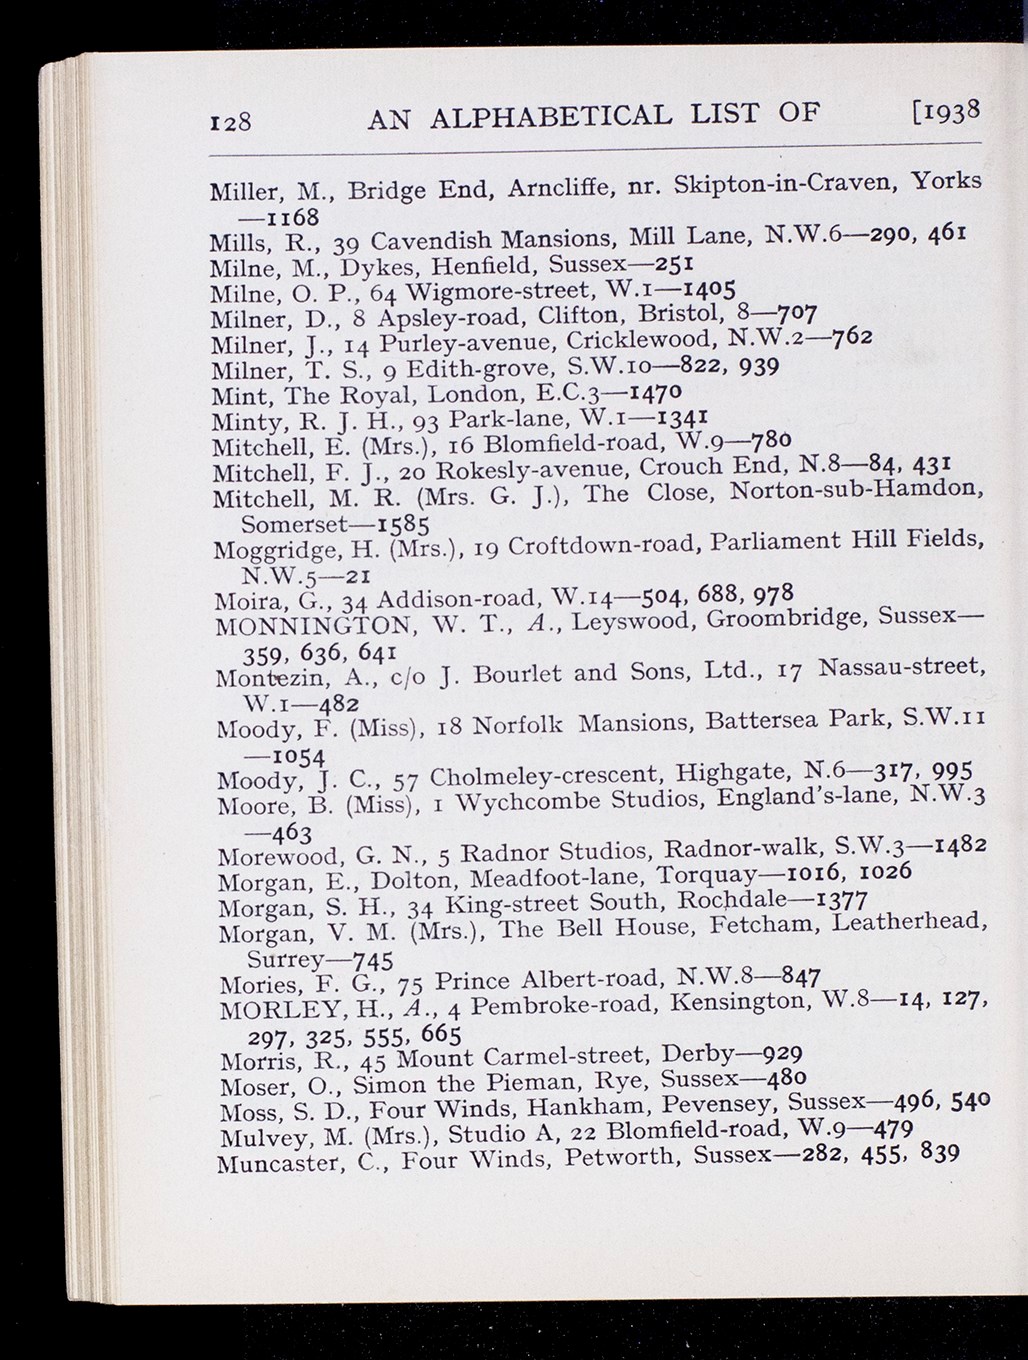 128 AN ALPHABETICAL LIST OF [1938
Miller, M., Bridge End, Arncliffe, nr. Skipton-in-Craven, Yorks
—1168
Mills, R., 39 Cavendish Mansions, Mill Lane, N.W.6—290, 461
Milne, M., Dykes, Henfield, Sussex—251
Milne, O. P., 64 Wigmore-street, W.1—1405
Milner, D., 8 Apsley-road, Clifton, Bristol, 8—707
Milner, J., 14 Purley-avenue, Cricklewood, N.W.2—762
Milner, T. S., 9 Edith-grove, S.W.10—822, 939
Mint, The Royal, London, E.C.3—1470
Minty, R. J. H., 93 Park-lane, W.1—1341
Mitchell, E. (Mrs.), 16 Blomfield-road, W.9—780
Mitchell, F. J., 20 Rokesly-avenue, Crouch End, N.8—84, 431
Mitchell, M. R. (Mrs. G. J.), The Close, Norton-sub-Hamdon,
Somerset—1585
Moggridge, H. (Mrs.), 19 Croftdown-road, Parliament Hill Fields,
N.W.5—21
Moira, G., 34 Addison-road, W.14—504, 688, 978
MONNINGTON, W. T., A., Leyswood, Groombridge, Sussex—
359, 636, 641
Montezin, A., c/o J. Bourlet and Sons, Ltd., 17 Nassau-street,
W.1—482
Moody, F. (Miss), 18 Norfolk Mansions, Battersea Park, S.W.11
—1054
Moody, J. C., 57 Cholmeley-crescent, Highgate, N.6—317, 995
Moore, B. (Miss), 1 Wychcombe Studios, England's-lane, N.W.3
—463
Morewood, G. N., 5 Radnor Studios, Radnor-walk, S.W.3—1482
Morgan, E., Dolton, Meadfoot-lane, Torquay—1016, 1026
Morgan, S. H., 34 King-street South, Rochdale—1377
Morgan, V. M. (Mrs.), The Bell House, Fetcham, Leatherhead,
Surrey—745
Mories, F. G., 75 Prince Albert-road, N.W.8—847
MORLEY, H., A., 4 Pembroke-road, Kensington, W.8—14, 127,
297, 325, 555, 665
Morris, R., 45 Mount Carmel-street, Derby—929
Moser, O., Simon the Pieman, Rye, Sussex—480
Moss, S. D., Four Winds, Hankham, Pevensey, Sussex—496, 540
Mulvey, M. (Mrs.), Studio A, 22 Blomfield-road, W.9—479
Muncaster, C., Four Winds, Petworth, Sussex—282, 455, 839